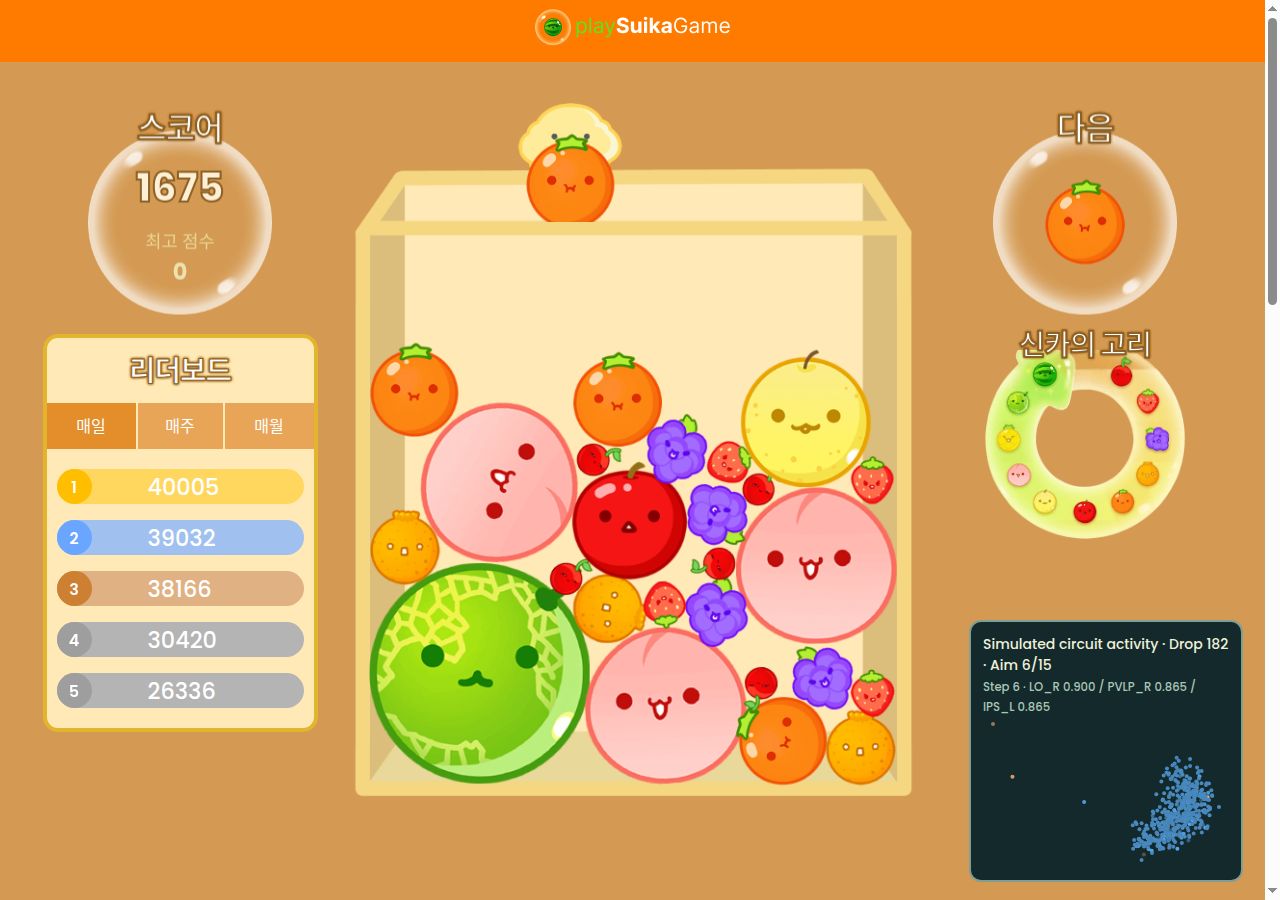 playSuikaGame
스코어
1675
최고 점수
0
리더보드
매일 매주 매월
1 40005
2 39032
3 38166
4 30420
5 26336
다음
신카의 고리
Simulated circuit activity · Drop 182
· Aim 6/15
Step 6 · LO_R 0.900 / PVLP_R 0.865 /
IPS_L 0.865